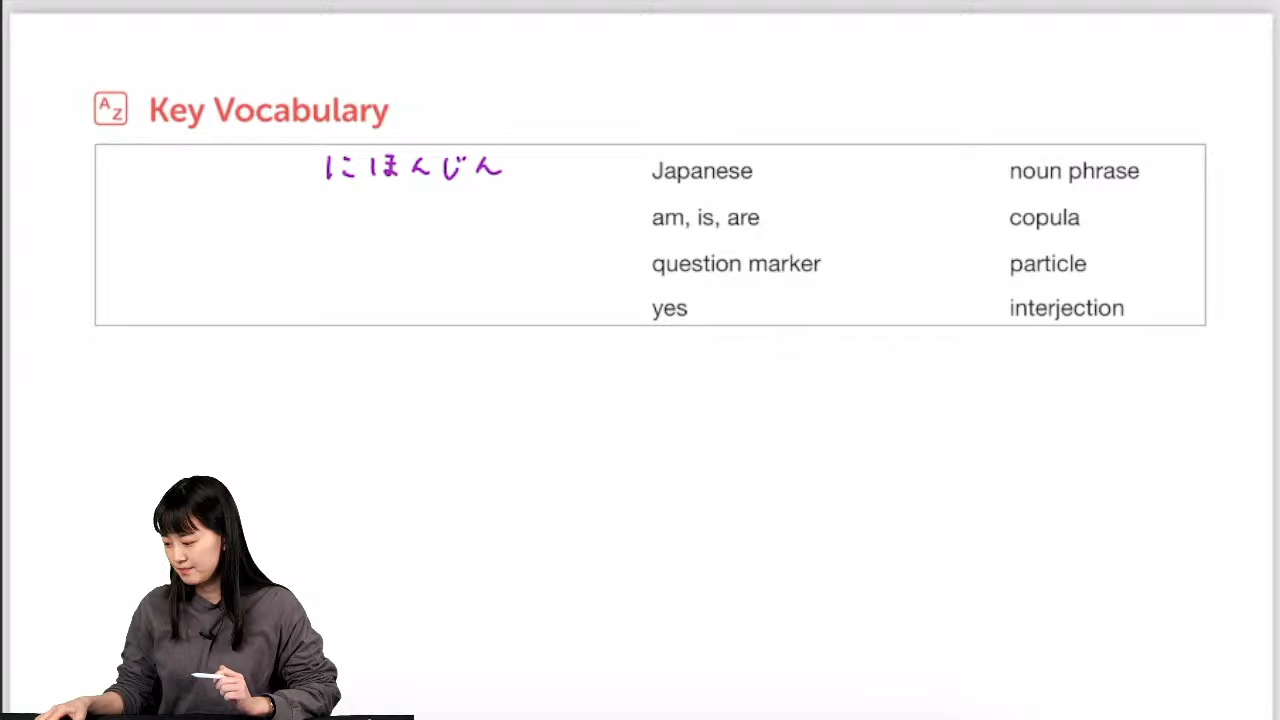 A Z Key Vocabulary
にほんじん Japanese noun phrase
am, is, are copula
question marker particle
yes interjection